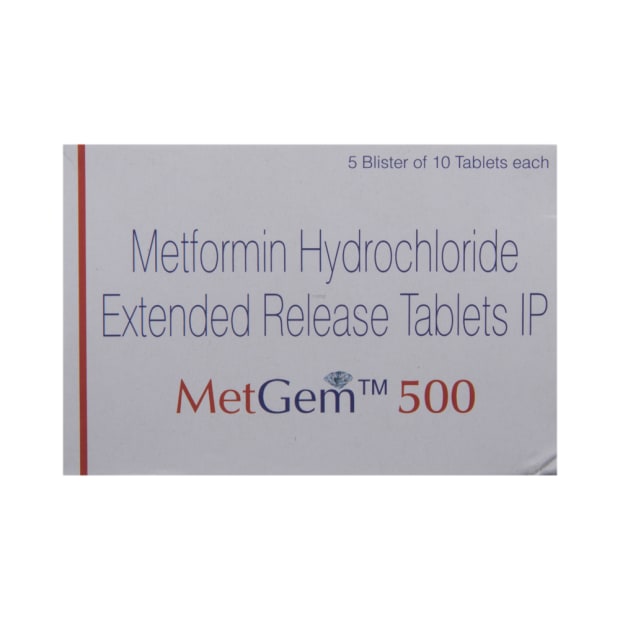 5 Blister of 10 Tablets each
Metformin Hydrochloride
Extended Release Tablets IP
MetGem™ 500